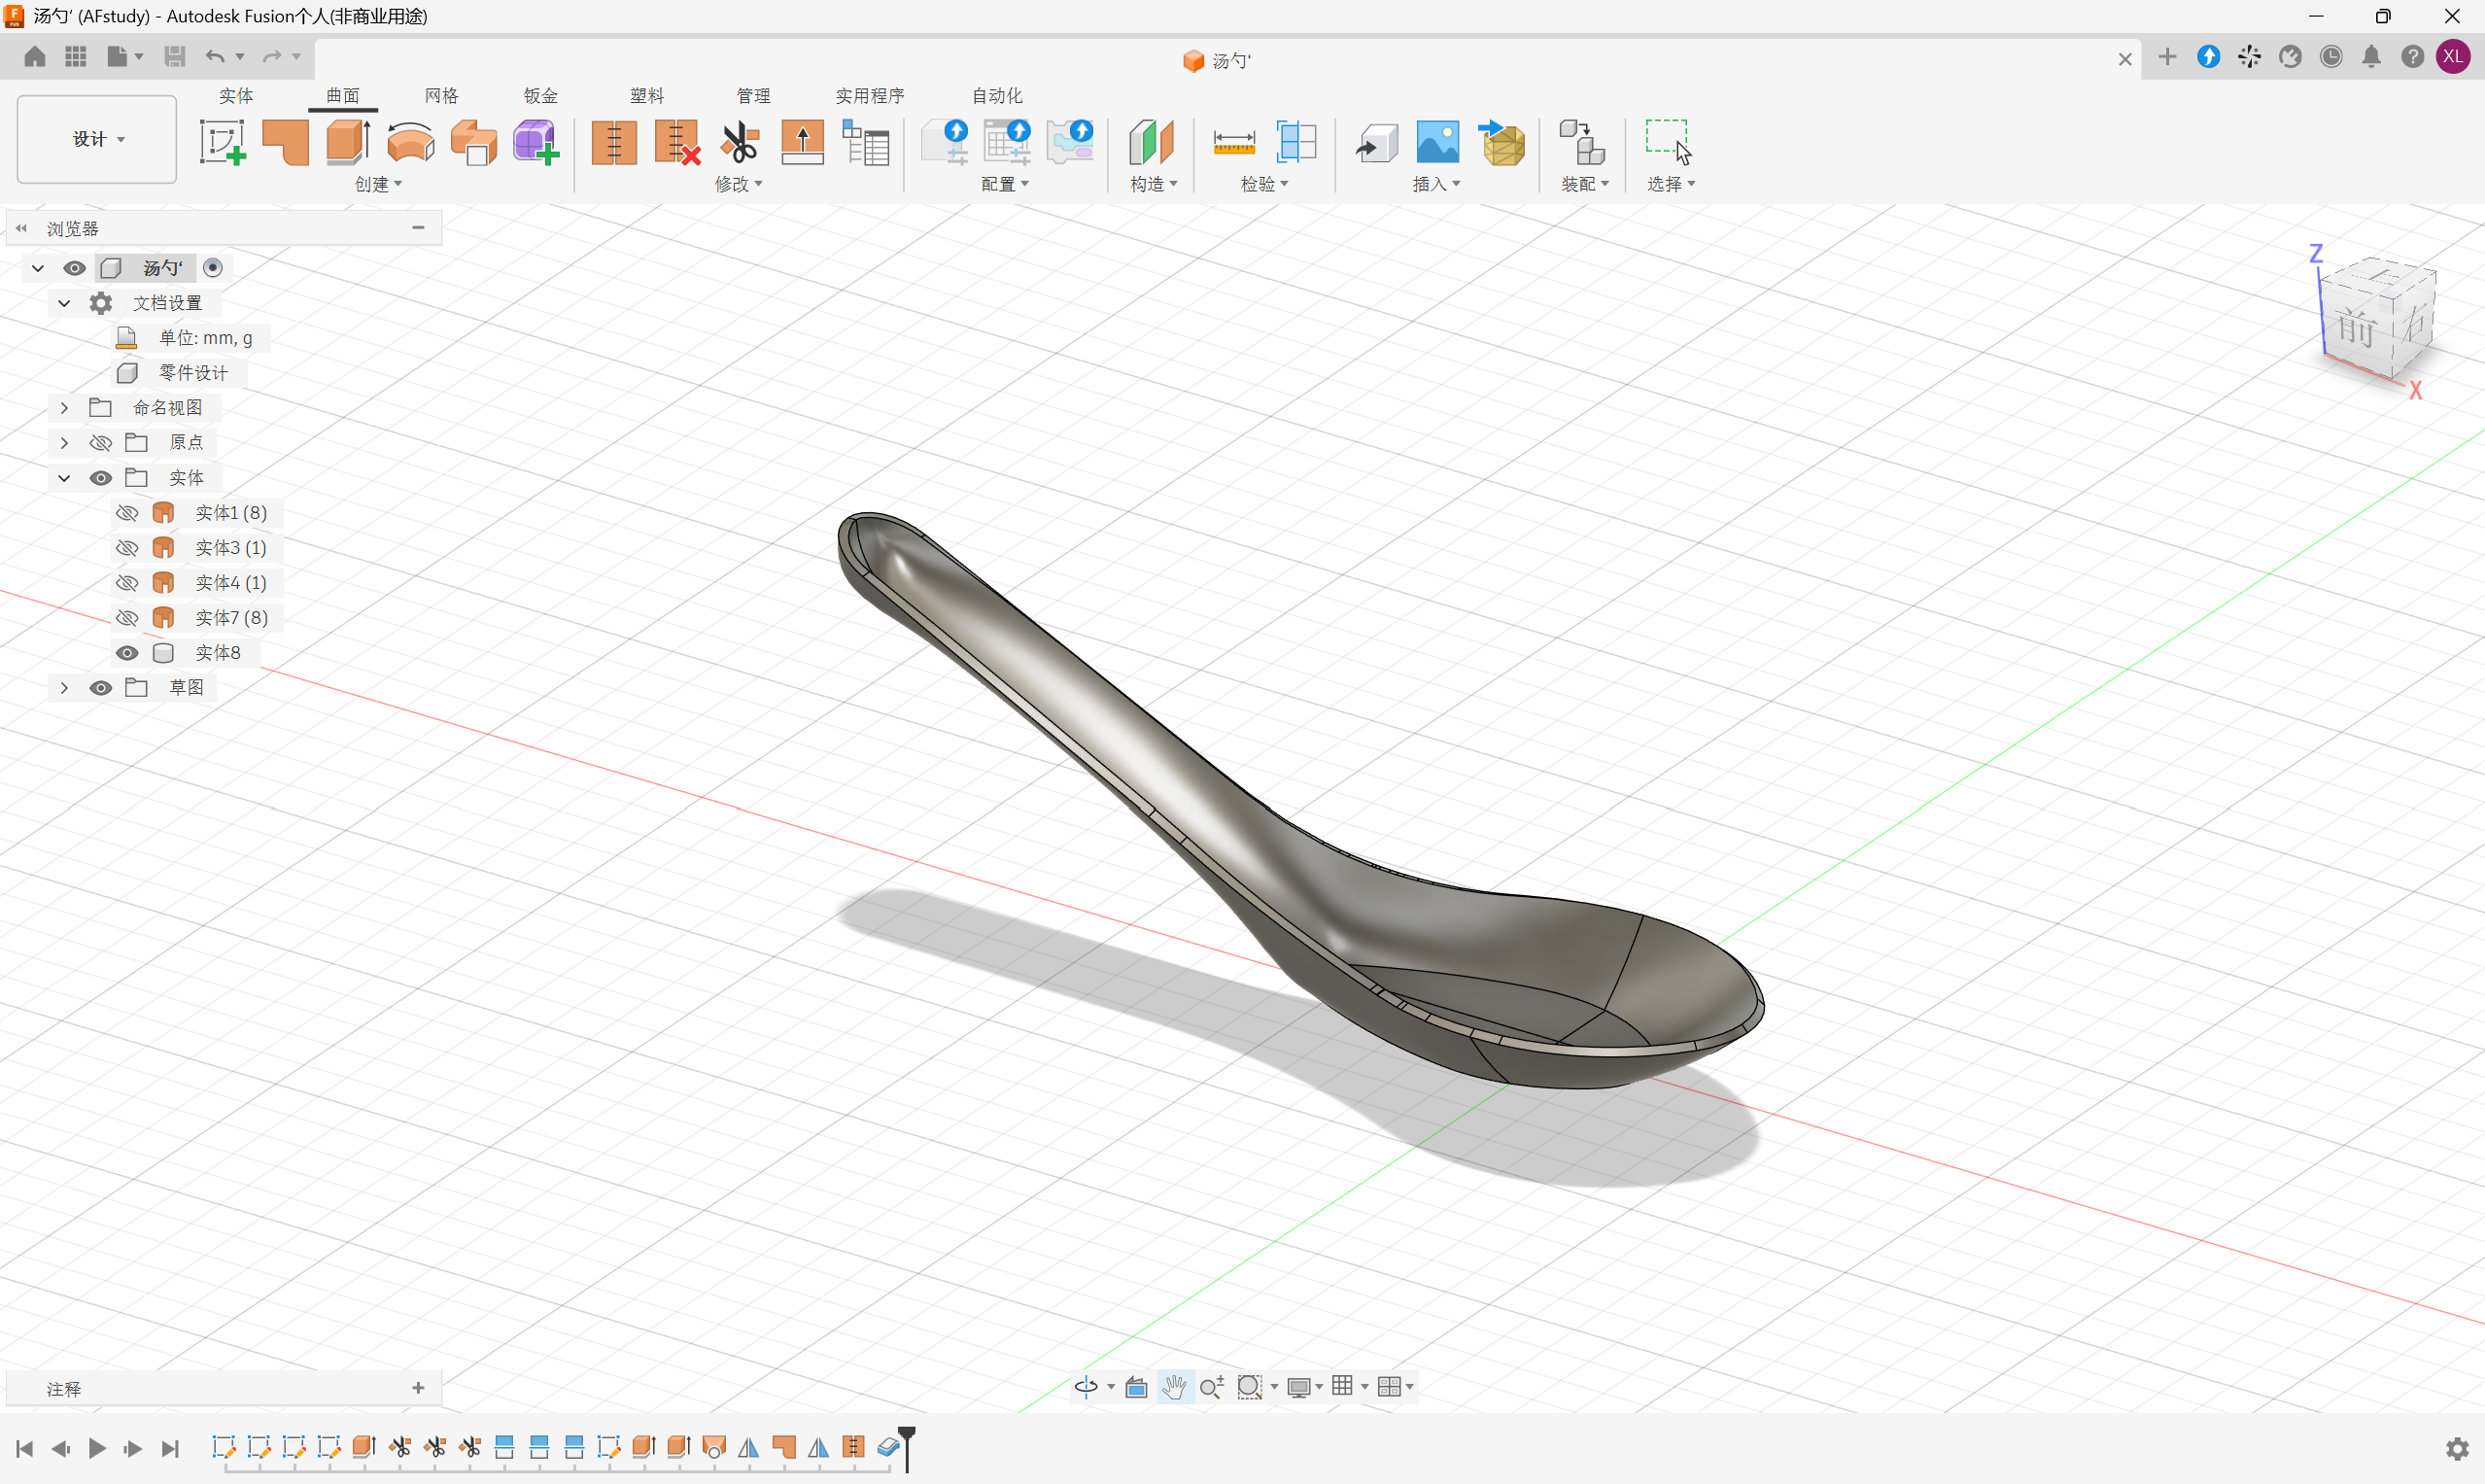 汤勺‘ (AFstudy) - Autodesk Fusion个人(非商业用途)
汤勺‘
XL
实体 曲面 网格 钣金 塑料 管理 实用程序 自动化
设计
创建 修改 配置 构造 检验 插入 装配 选择
浏览器
汤勺‘
文档设置
单位: mm, g
零件设计
命名视图
原点
实体
实体1 (8)
实体3 (1)
实体4 (1)
实体7 (8)
实体8
草图
Z
上
前
右
X
注释